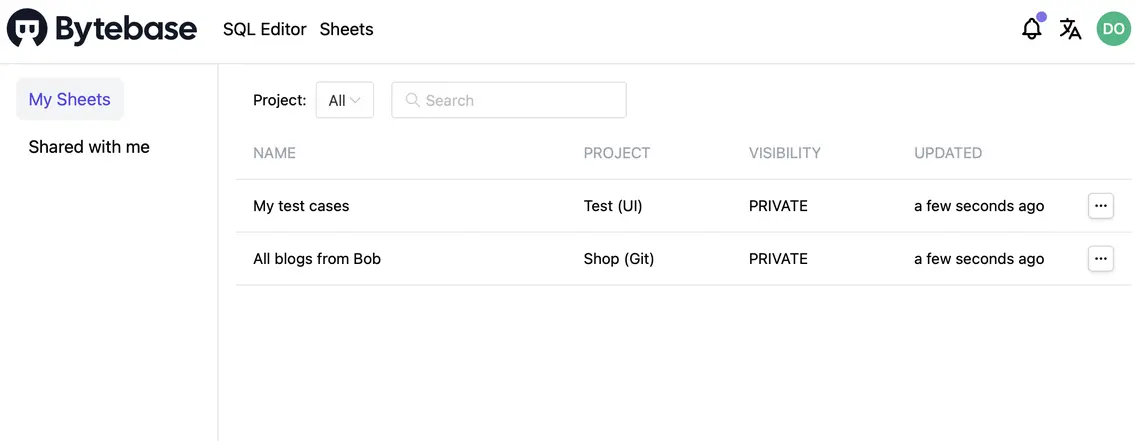 Bytebase SQL Editor Sheets DO
My Sheets
Shared with me
Project: All Search
NAME PROJECT VISIBILITY UPDATED
My test cases Test (UI) PRIVATE a few seconds ago
All blogs from Bob Shop (Git) PRIVATE a few seconds ago